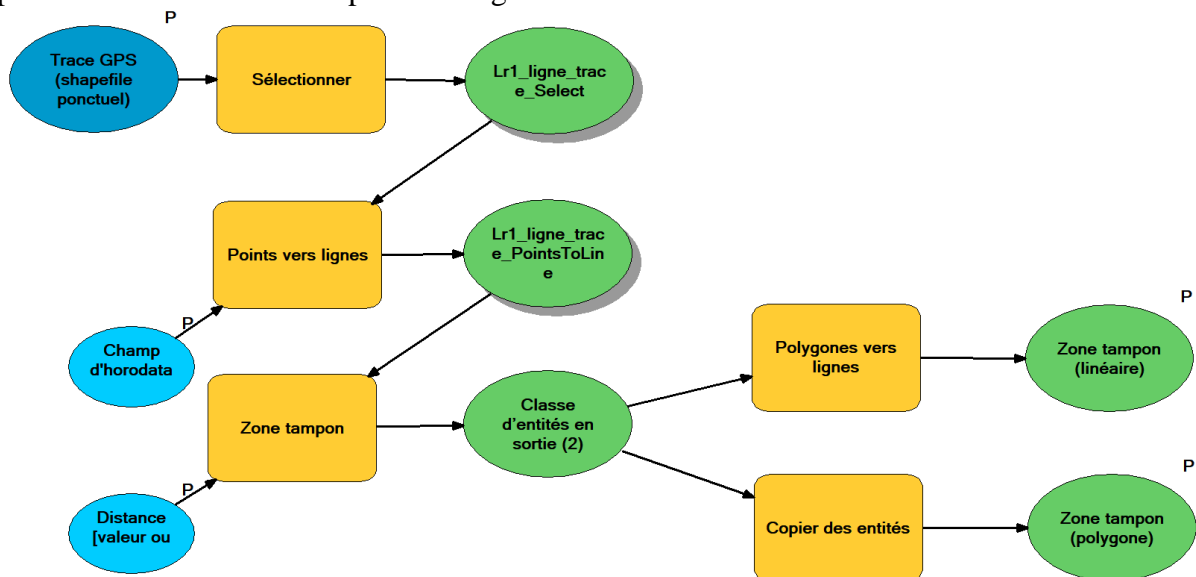 P
Trace GPS
(shapefile
ponctuel)
Sélectionner
Lr1_ligne_trac
e_Select
Points vers lignes
Lr1_ligne_trac
e_PointsToLin
e
P
Champ
d'horodata
Zone tampon
Classe
d'entités en
sortie (2)
P
Distance
[valeur ou
Polygones vers
lignes
P
Zone tampon
(linéaire)
Copier des entités
P
Zone tampon
(polygone)